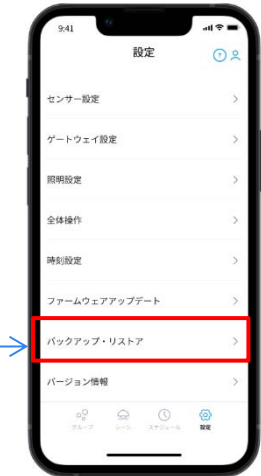 9:41
設定
?
センサー設定
ゲートウェイ設定
照明設定
全体操作
時刻設定
ファームウェアアップデート
バックアップ・リストア
バージョン情報
グループ シーン スケジュール 設定